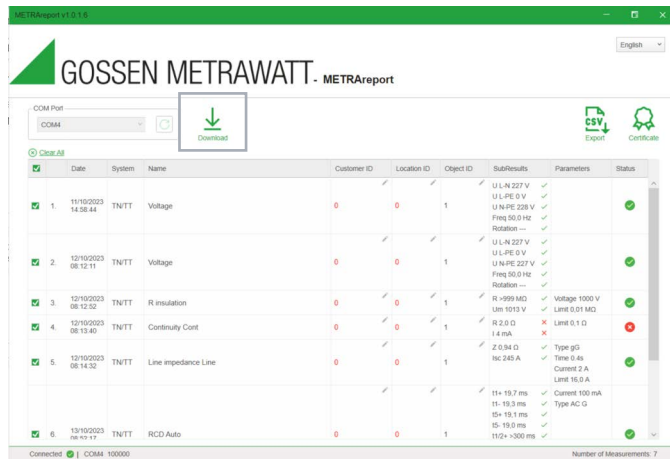 METRAreport v1.0.1.6
English
GOSSEN METRAWATT - METRAreport
COM Port
COM4
Download
CSV
Export
Certificate
Clear All
Date System Name Customer ID Location ID Object ID SubResults Parameters Status
1. 11/10/2023 14:58:44 TN/TT Voltage 0 0 1
U L-N 227 V
U L-PE 0 V
U N-PE 228 V
Freq 50,0 Hz
Rotation ---
2. 12/10/2023 08:12:11 TN/TT Voltage 0 0 1
U L-N 227 V
U L-PE 0 V
U N-PE 227 V
Freq 50,0 Hz
Rotation ---
3. 12/10/2023 08:12:52 TN/TT R insulation 0 0 1
R >999 MΩ Voltage 1000 V
Um 1013 V Limit 0,01 MΩ
4. 12/10/2023 08:13:40 TN/TT Continuity Cont 0 0 1
R 2,0 Ω Limit 0,1 Ω
I 4 mA
5. 12/10/2023 08:14:32 TN/TT Line impedance Line 0 0 1
Z 0,94 Ω Type gG
Isc 245 A Time 0.4s
Current 2 A
Limit 16,0 A
6. 13/10/2023 08:52:17 TN/TT RCD Auto 0 0 1
t1+ 19,7 ms Current 100 mA
t1- 19,3 ms Type AC G
t5+ 19,1 ms
t5- 19,0 ms
t1/2+ >300 ms
Connected COM4 100000 Number of Measurements: 7